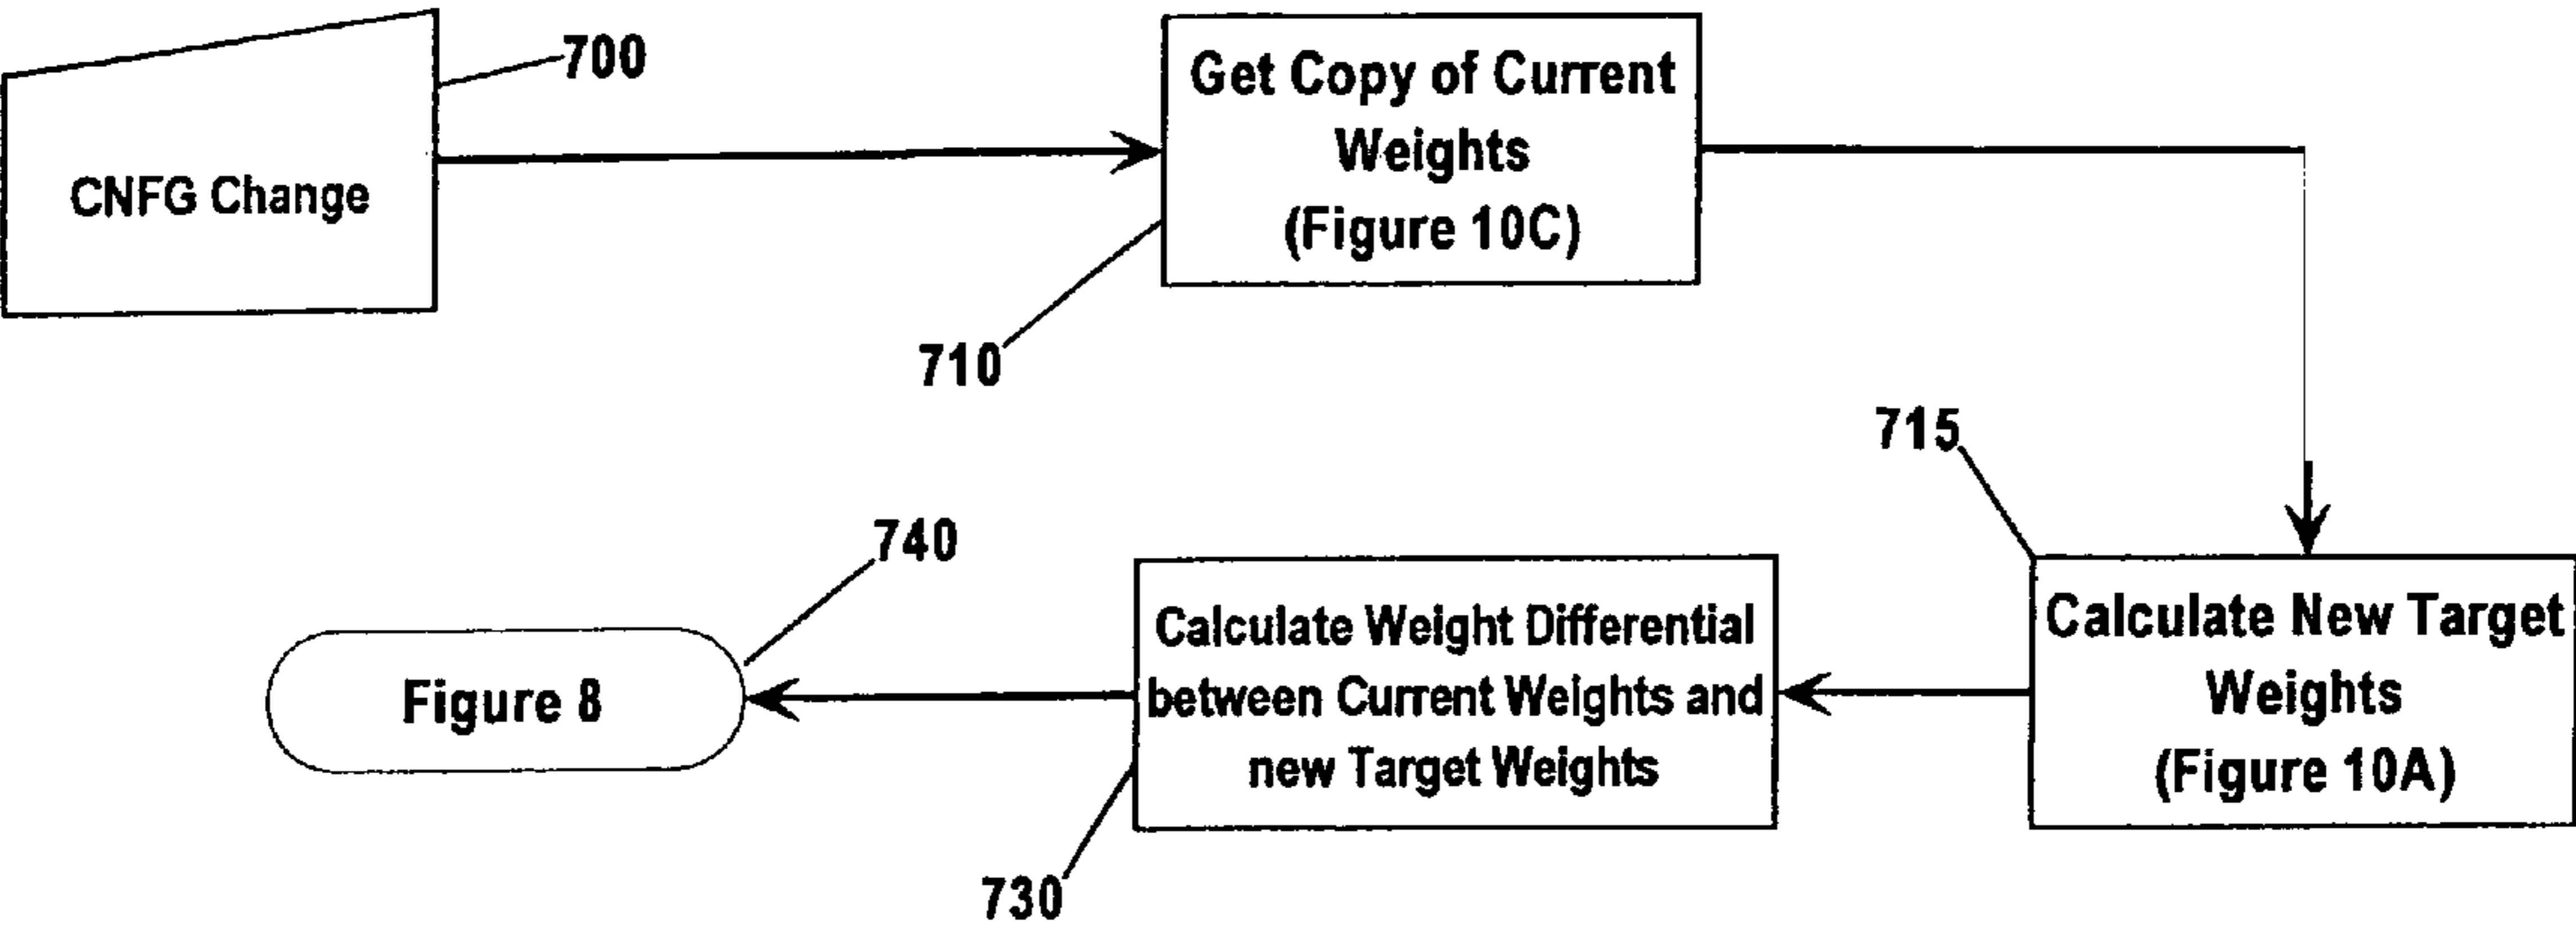 700
CNFG Change
Get Copy of Current
Weights
(Figure 10C)
710
715
Calculate New Target
Weights
(Figure 10A)
Calculate Weight Differential
between Current Weights and
new Target Weights
730
740
Figure 8